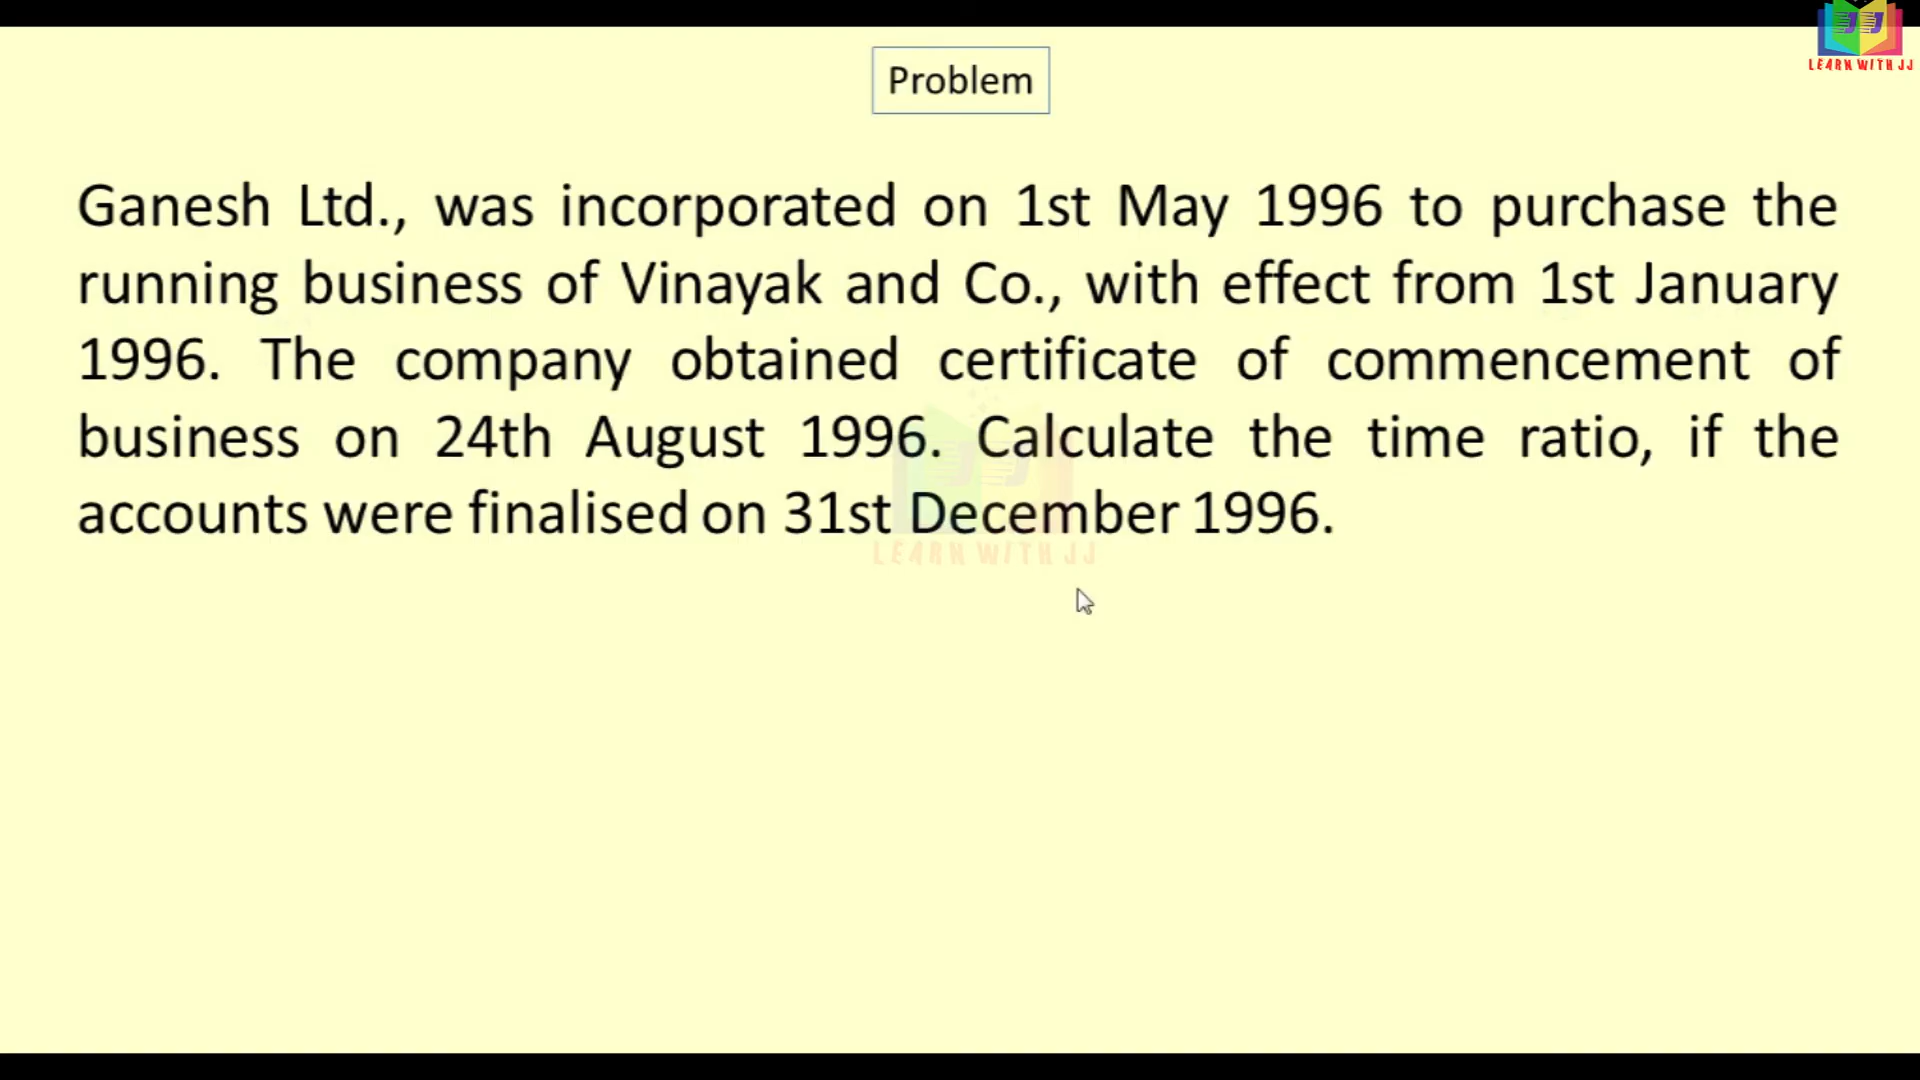 LEARN WITH JJ
Problem
Ganesh Ltd., was incorporated on 1st May 1996 to purchase the
running business of Vinayak and Co., with effect from 1st January
1996. The company obtained certificate of commencement of
business on 24th August 1996. Calculate the time ratio, if the
accounts were finalised on 31st December 1996.
LEARN WITH JJ